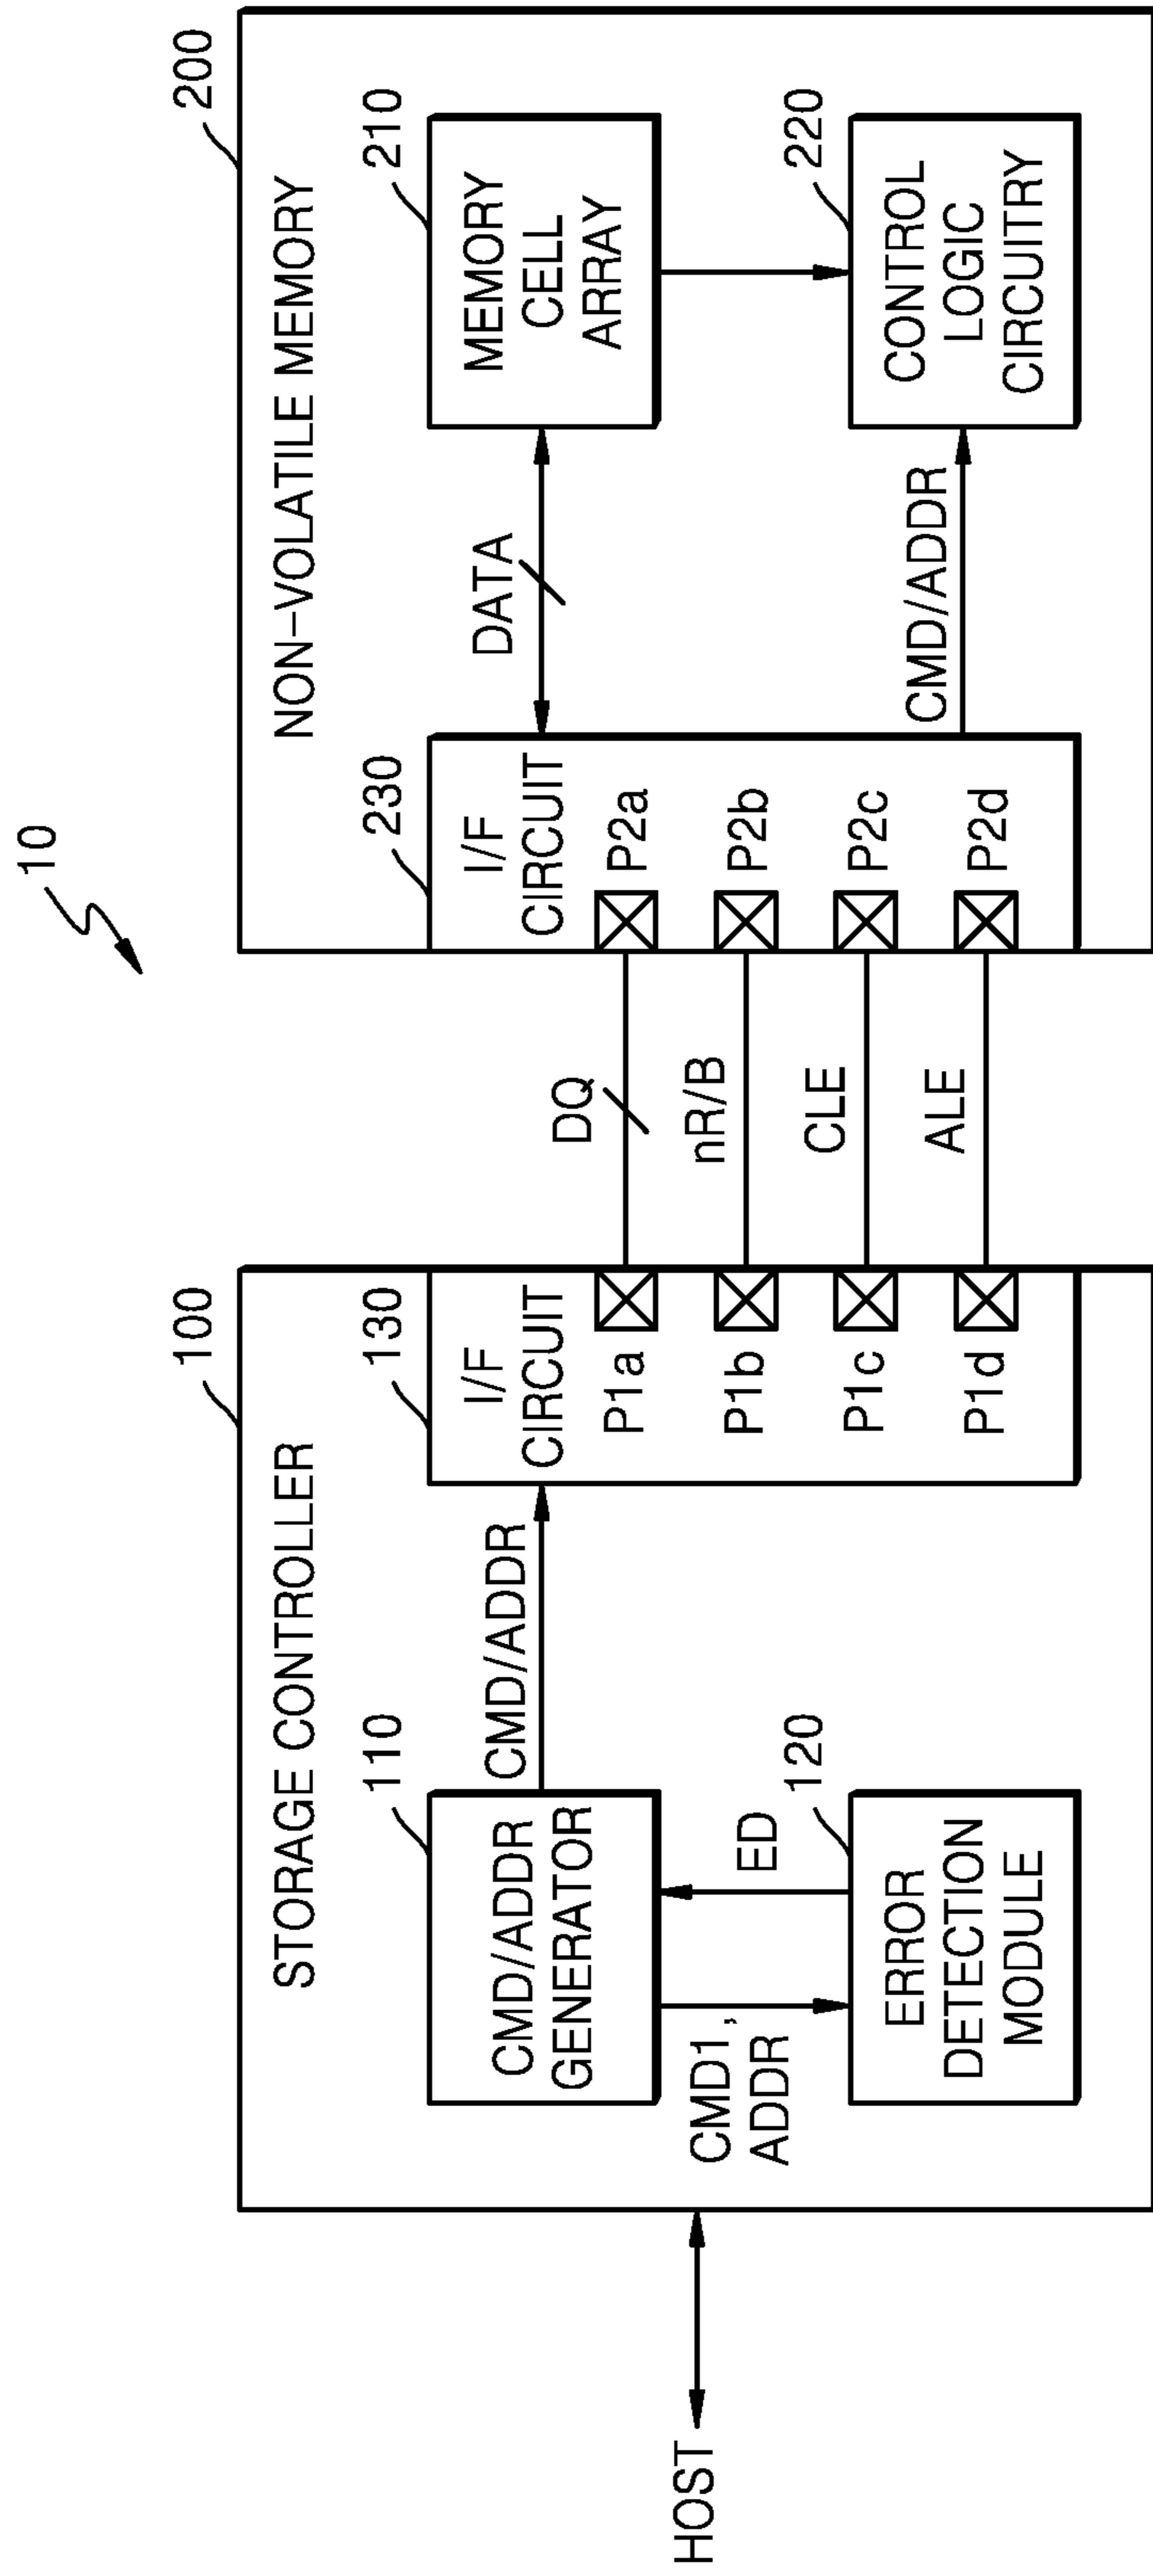 10
100
200
STORAGE CONTROLLER
NON-VOLATILE MEMORY
110
130
230
210
CMD/ADDR
GENERATOR
CMD/ADDR
I/F
CIRCUIT
I/F
CIRCUIT
DATA
MEMORY
CELL
ARRAY
P1a
DQ
P2a
HOST
CMD1,
ADDR
ED
P1b
nR/B
P2b
120
220
P1c
CLE
P2c
ERROR
DETECTION
MODULE
CMD/ADDR
CONTROL
LOGIC
CIRCUITRY
P1d
ALE
P2d